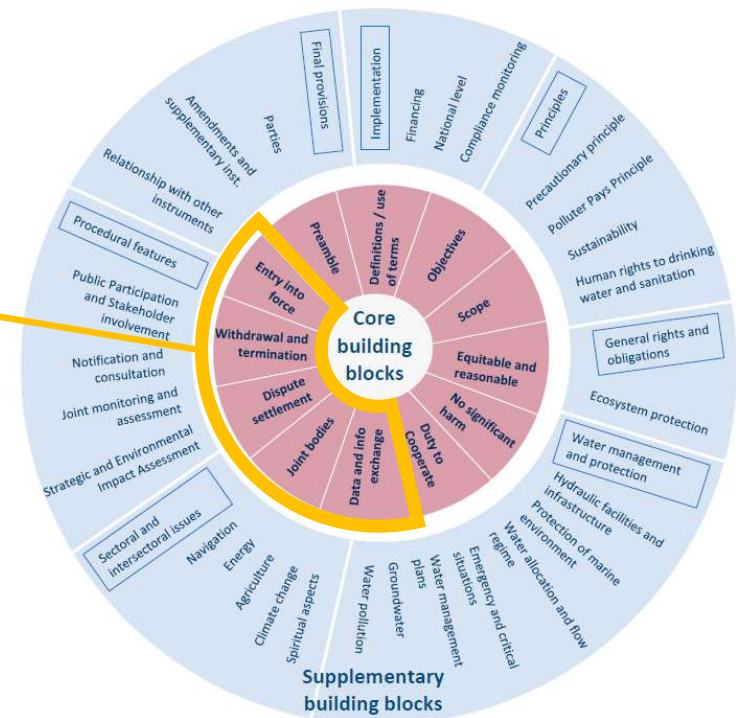 Final provisions
Parties
Amendments and
supplementary inst.
Relationship with other
instruments
Implementation
Financing
National level
Compliance monitoring
Principles
Precautionary principle
Polluter Pays Principle
Sustainability
Human rights to drinking
water and sanitation
General rights and
obligations
Ecosystem protection
Water management
and protection
Hydraulic facilities and
infrastructure
Protection of marine
environment
Water allocation and flow
regime
Emergency and critical
situations
Water management
plans
Groundwater
Water pollution
Sectoral and
intersectoral issues
Navigation
Energy
Agriculture
Climate change
Spiritual aspects
Procedural features
Public Participation
and Stakeholder
involvement
Notification and
consultation
Joint monitoring and
assessment
Strategic and Environmental
Impact Assessment
Preamble
Definitions / use
of terms
Objectives
Scope
Equitable and
reasonable
No significant
harm
Duty to
Cooperate
Data and info
exchange
Joint bodies
Dispute
settlement
Withdrawal and
termination
Entry into
force
Core
building
blocks
Supplementary
building blocks